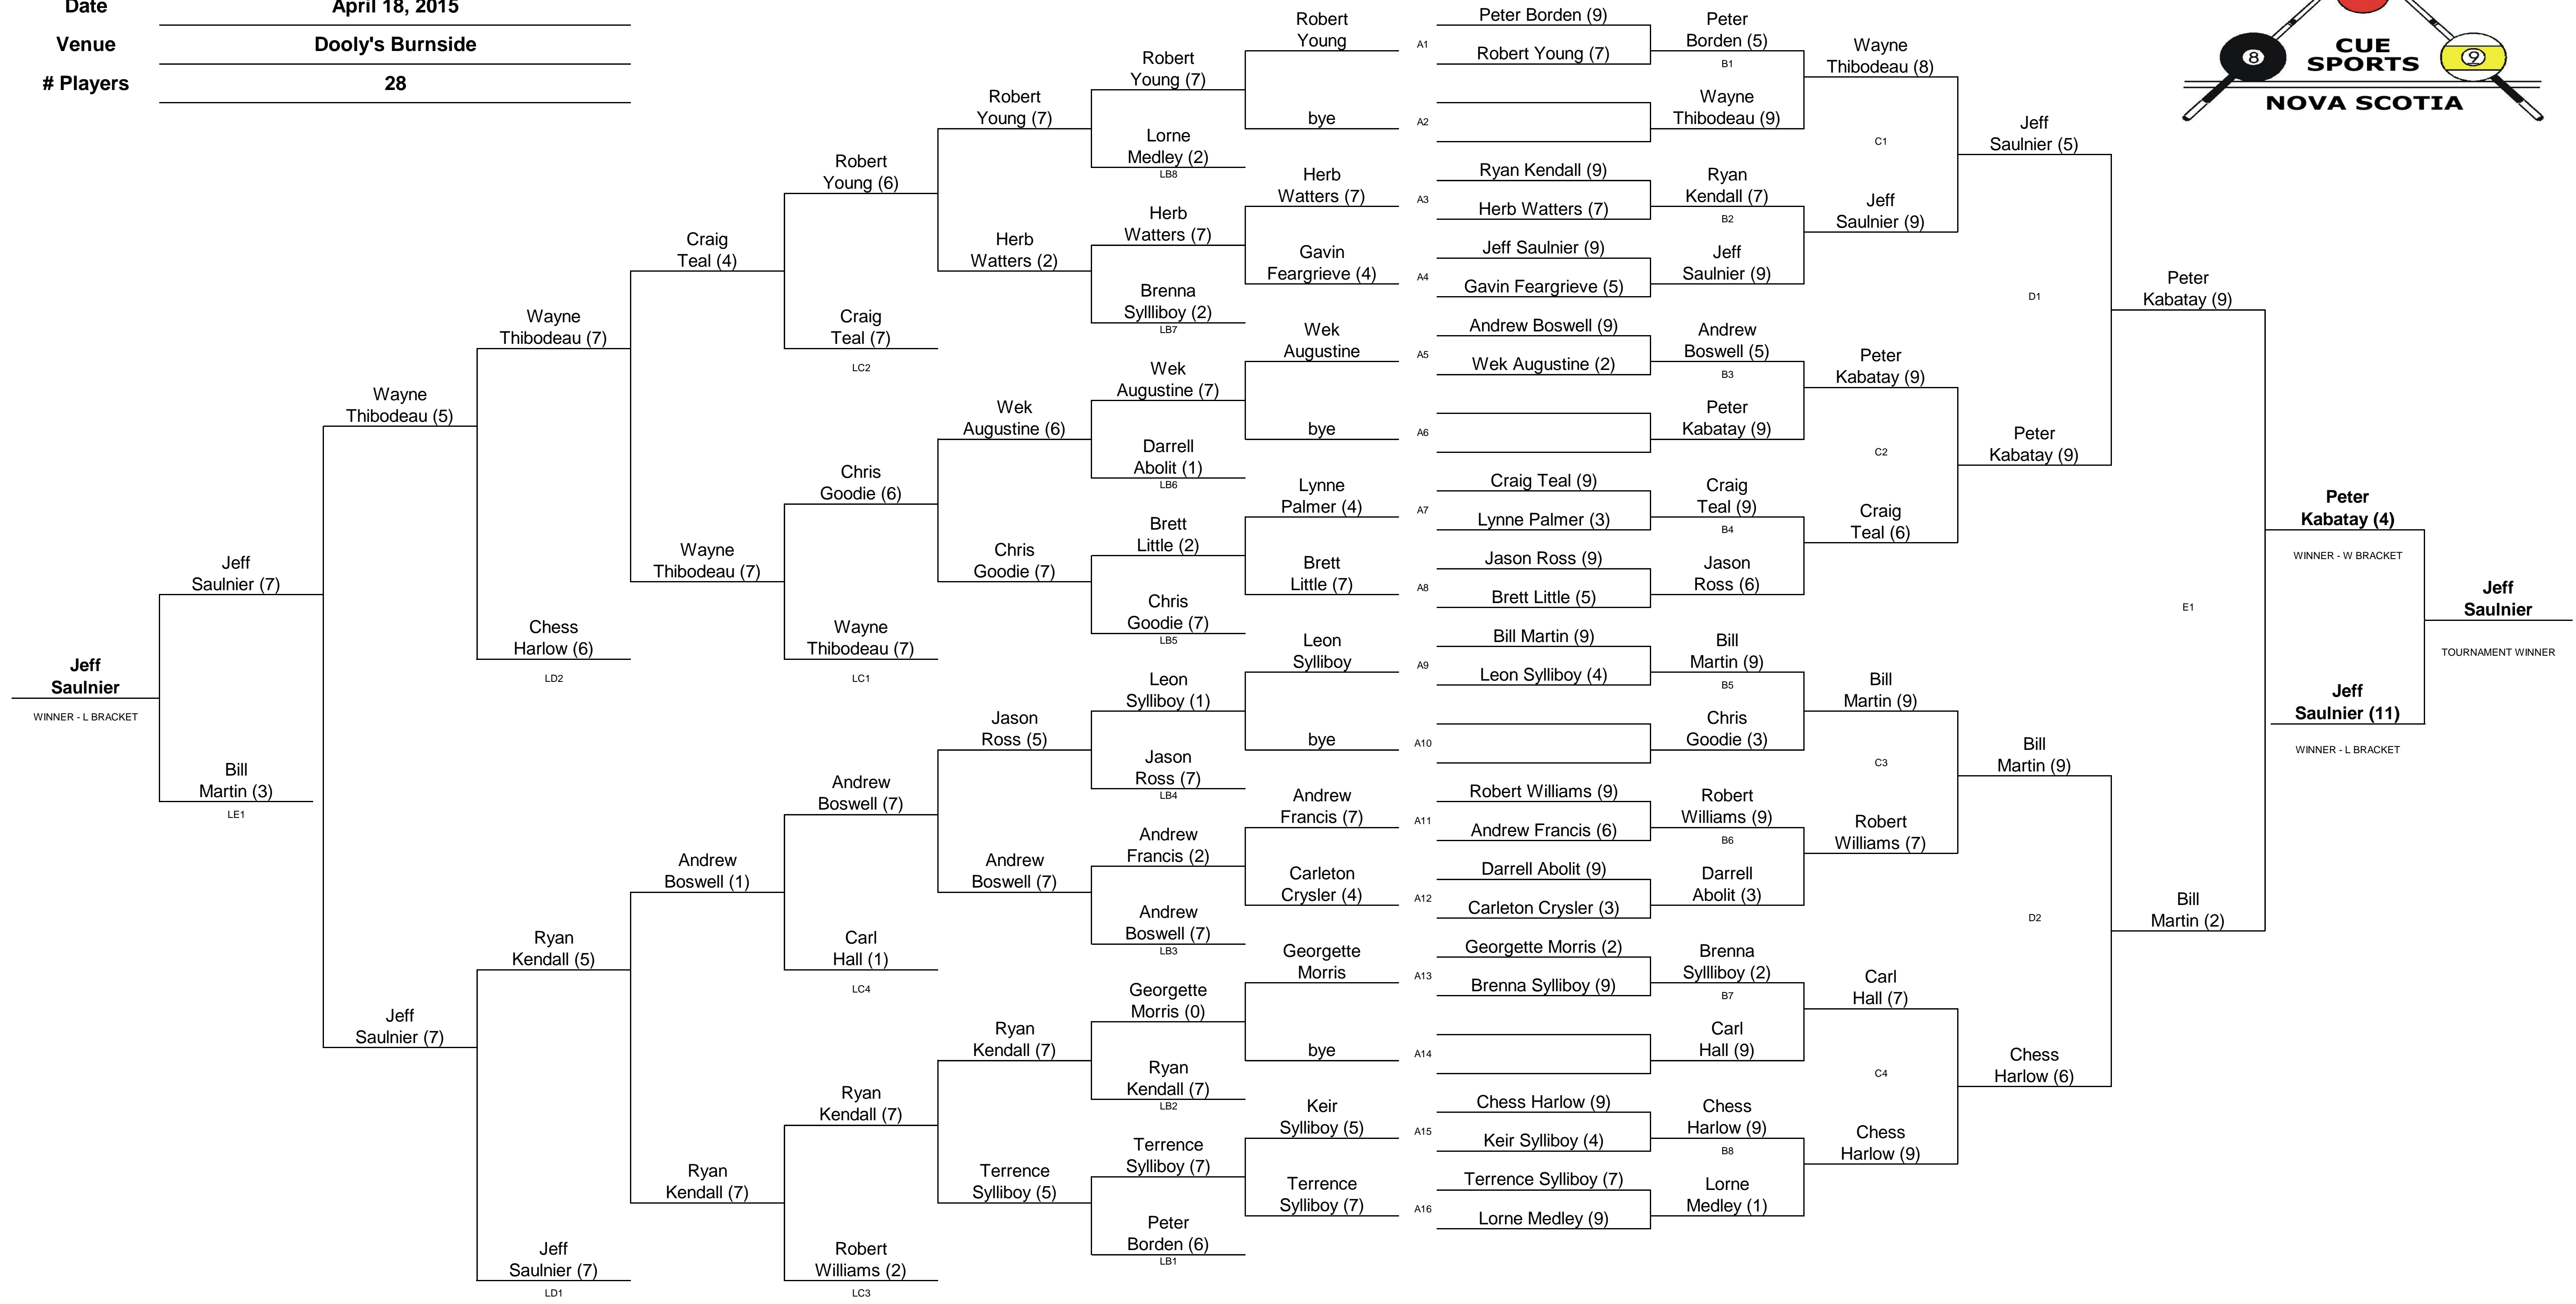 Date
April 18, 2015
Venue
Dooly's Burnside
# Players
28
8
9
CUE
SPORTS
NOVA SCOTIA
Jeff
Saulnier
WINNER - L BRACKET
Jeff
Saulnier (7)
Bill
Martin (3)
LE1
Wayne
Thibodeau (5)
Jeff
Saulnier (7)
Wayne
Thibodeau (7)
Chess
Harlow (6)
LD2
Ryan
Kendall (5)
Jeff
Saulnier (7)
LD1
Craig
Teal (4)
Wayne
Thibodeau (7)
Andrew
Boswell (1)
Ryan
Kendall (7)
Robert
Young (6)
Craig
Teal (7)
LC2
Chris
Goodie (6)
Wayne
Thibodeau (7)
LC1
Andrew
Boswell (7)
Carl
Hall (1)
LC4
Ryan
Kendall (7)
Robert
Williams (2)
LC3
Robert
Young (7)
Herb
Watters (2)
Wek
Augustine (6)
Chris
Goodie (7)
Jason
Ross (5)
Andrew
Boswell (7)
Ryan
Kendall (7)
Terrence
Sylliboy (5)
Robert
Young (7)
Lorne
Medley (2)
LB8
Herb
Watters (7)
Brenna
Syllliboy (2)
LB7
Wek
Augustine (7)
Darrell
Abolit (1)
LB6
Brett
Little (2)
Chris
Goodie (7)
LB5
Leon
Sylliboy (1)
Jason
Ross (7)
LB4
Andrew
Francis (2)
Andrew
Boswell (7)
LB3
Georgette
Morris (0)
Ryan
Kendall (7)
LB2
Terrence
Sylliboy (7)
Peter
Borden (6)
LB1
Robert
Young
bye
Herb
Watters (7)
Gavin
Feargrieve (4)
Wek
Augustine
bye
Lynne
Palmer (4)
Brett
Little (7)
Leon
Sylliboy
bye
Andrew
Francis (7)
Carleton
Crysler (4)
Georgette
Morris
bye
Keir
Sylliboy (5)
Terrence
Sylliboy (7)
A1
A2
A3
A4
A5
A6
A7
A8
A9
A10
A11
A12
A13
A14
A15
A16
Peter Borden (9)
Robert Young (7)
Ryan Kendall (9)
Herb Watters (7)
Jeff Saulnier (9)
Gavin Feargrieve (5)
Andrew Boswell (9)
Wek Augustine (2)
Craig Teal (9)
Lynne Palmer (3)
Jason Ross (9)
Brett Little (5)
Bill Martin (9)
Leon Sylliboy (4)
Robert Williams (9)
Andrew Francis (6)
Darrell Abolit (9)
Carleton Crysler (3)
Georgette Morris (2)
Brenna Sylliboy (9)
Chess Harlow (9)
Keir Sylliboy (4)
Terrence Sylliboy (7)
Lorne Medley (9)
Peter
Borden (5)
B1
Wayne
Thibodeau (9)
Ryan
Kendall (7)
B2
Jeff
Saulnier (9)
Andrew
Boswell (5)
B3
Peter
Kabatay (9)
Craig
Teal (9)
B4
Jason
Ross (6)
Bill
Martin (9)
B5
Chris
Goodie (3)
Robert
Williams (9)
B6
Darrell
Abolit (3)
Brenna
Syllliboy (2)
B7
Carl
Hall (9)
Chess
Harlow (9)
B8
Lorne
Medley (1)
Wayne
Thibodeau (8)
C1
Jeff
Saulnier (9)
Peter
Kabatay (9)
C2
Craig
Teal (6)
Bill
Martin (9)
C3
Robert
Williams (7)
Carl
Hall (7)
C4
Chess
Harlow (9)
Jeff
Saulnier (5)
D1
Peter
Kabatay (9)
Bill
Martin (9)
D2
Chess
Harlow (6)
Peter
Kabatay (9)
E1
Bill
Martin (2)
Peter
Kabatay (4)
WINNER - W BRACKET
Jeff
Saulnier (11)
WINNER - L BRACKET
Jeff
Saulnier
TOURNAMENT WINNER